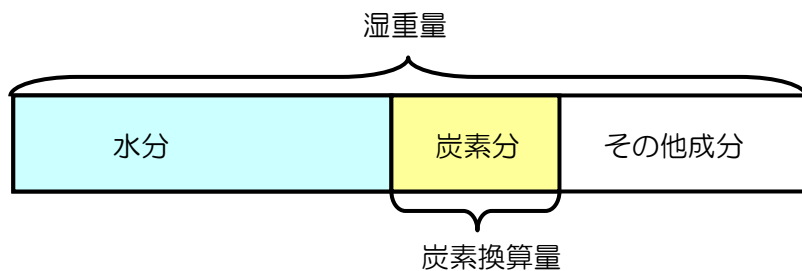 湿重量
水分
炭素分
その他成分
炭素換算量